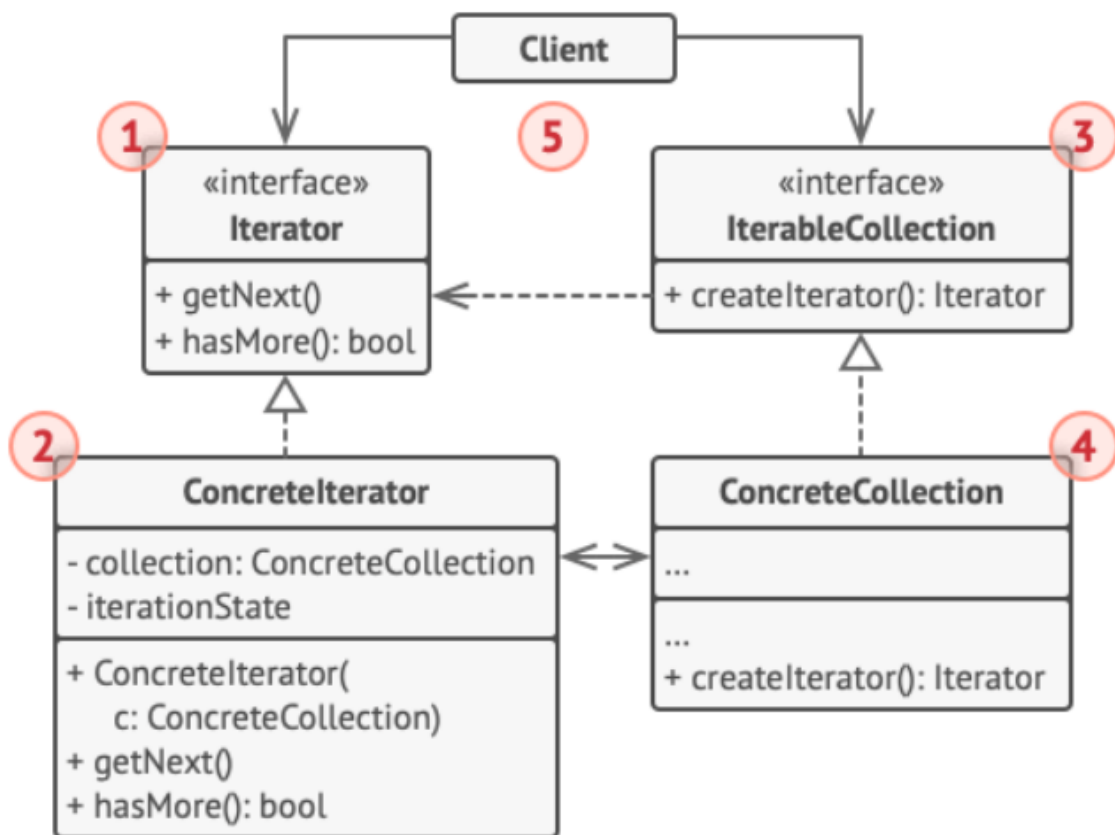 Client
1
5
3
«interface»
Iterator
+ getNext()
+ hasMore(): bool
«interface»
IterableCollection
+ createIterator(): Iterator
2
ConcreteIterator
- collection: ConcreteCollection
- iterationState
+ ConcreteIterator(
c: ConcreteCollection)
+ getNext()
+ hasMore(): bool
4
ConcreteCollection
...
...
+ createIterator(): Iterator